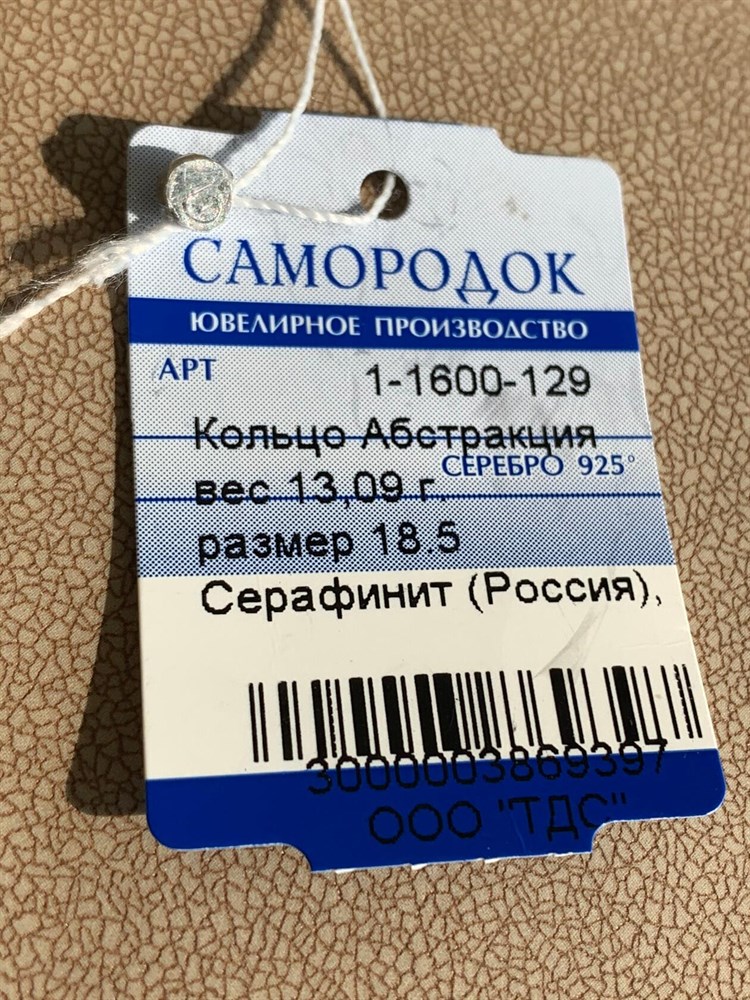 САМОРОДОК
ЮВЕЛИРНОЕ ПРОИЗВОДСТВО
АРТ 1-1600-129
Кольцо Абстракция
СЕРЕБРО 925°
вес 13,09 г.
размер 18.5
Серафинит (Россия),
3000003869397
ООО "ТДС"